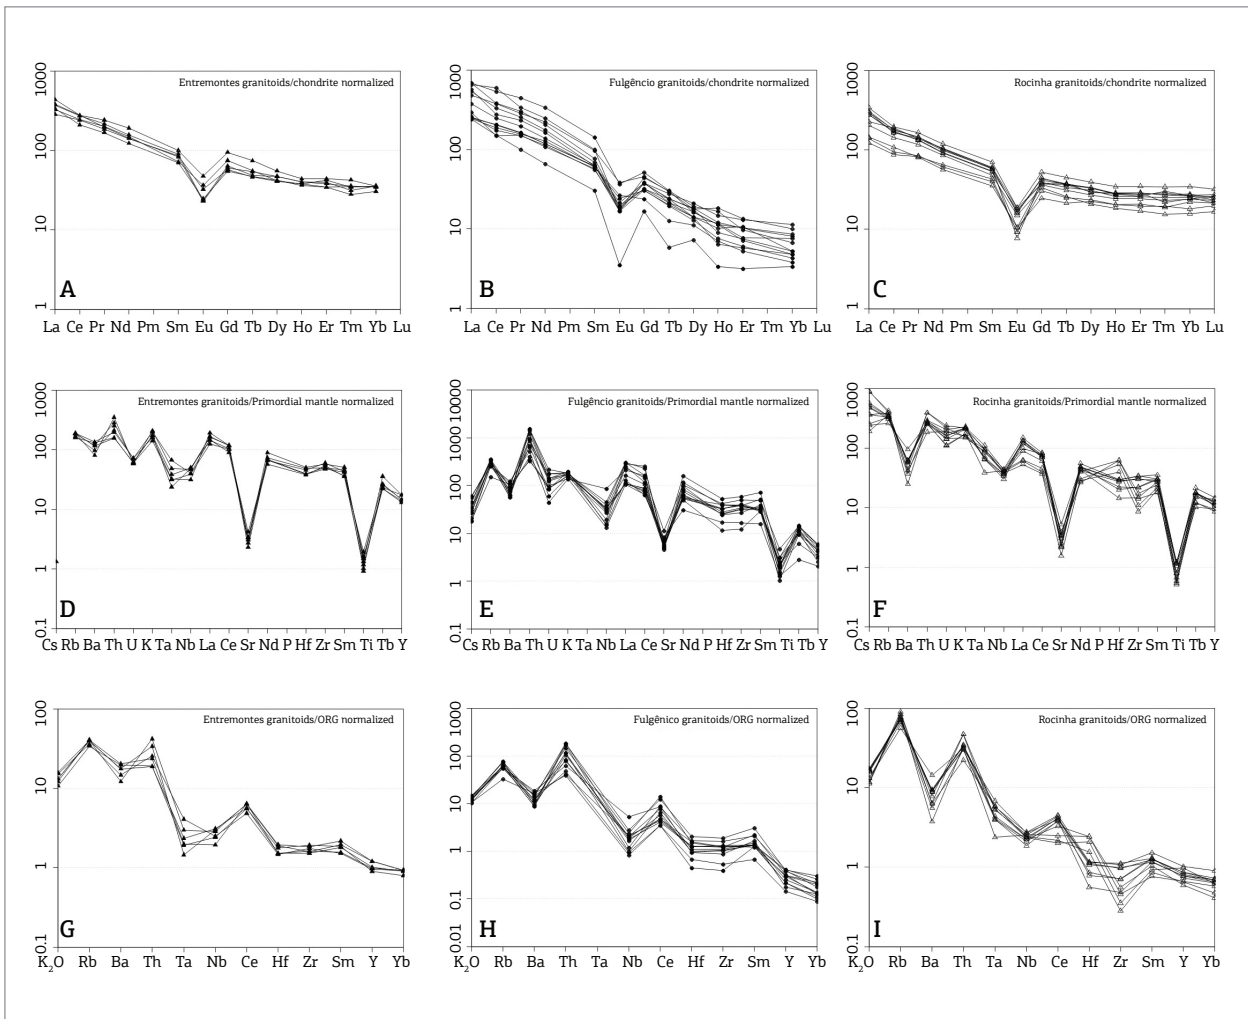 Entremontes granitoids/chondrite normalized
1000
100
10
1
A
La Ce Pr Nd Pm Sm Eu Gd Tb Dy Ho Er Tm Yb Lu
Fulgêncio granitoids/chondrite normalized
1000
100
10
1
B
La Ce Pr Nd Pm Sm Eu Gd Tb Dy Ho Er Tm Yb Lu
Rocinha granitoids/chondrite normalized
1000
100
10
1
C
La Ce Pr Nd Pm Sm Eu Gd Tb Dy Ho Er Tm Yb Lu
Entremontes granitoids/Primordial mantle normalized
1000
100
10
1
0.1
D
Cs Rb Ba Th U K Ta Nb La Ce Sr Nd P Hf Zr Sm Ti Tb Y
Fulgêncio granitoids/Primordial mantle normalized
10000
1000
100
10
1
0.1
E
Cs Rb Ba Th U K Ta Nb La Ce Sr Nd P Hf Zr Sm Ti Tb Y
Rocinha granitoids/Primordial mantle normalized
1000
100
10
1
0.1
F
Cs Rb Ba Th U K Ta Nb La Ce Sr Nd P Hf Zr Sm Ti Tb Y
Entremontes granitoids/ORG normalized
100
10
1
0.1
G
K₂O Rb Ba Th Ta Nb Ce Hf Zr Sm Y Yb
Fulgênico granitoids/ORG normalized
1000
100
10
1
0.1
0.01
H
K₂O Rb Ba Th Ta Nb Ce Hf Zr Sm Y Yb
Rocinha granitoids/ORG normalized
100
10
1
0.1
I
K₂O Rb Ba Th Ta Nb Ce Hf Zr Sm Y Yb